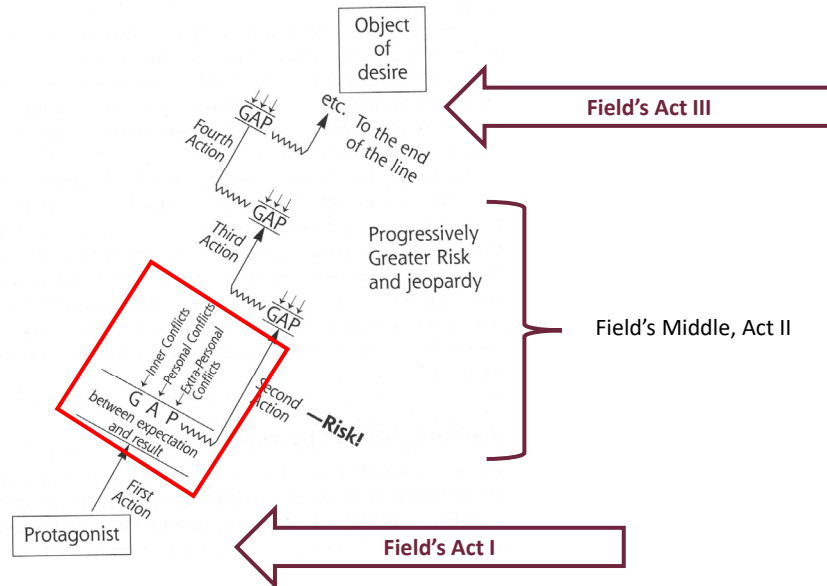 Object
of
desire
Field's Act III
etc. To the end
of the line
GAP
Fourth
Action
GAP
Third
Action
Progressively
Greater Risk
and jeopardy
Field's Middle, Act II
GAP
Inner Conflicts
Personal Conflicts
Extra-Personal
Conflicts
G A P
between expectation
and result
Second
Action
—Risk!
First
Action
Protagonist
Field's Act I